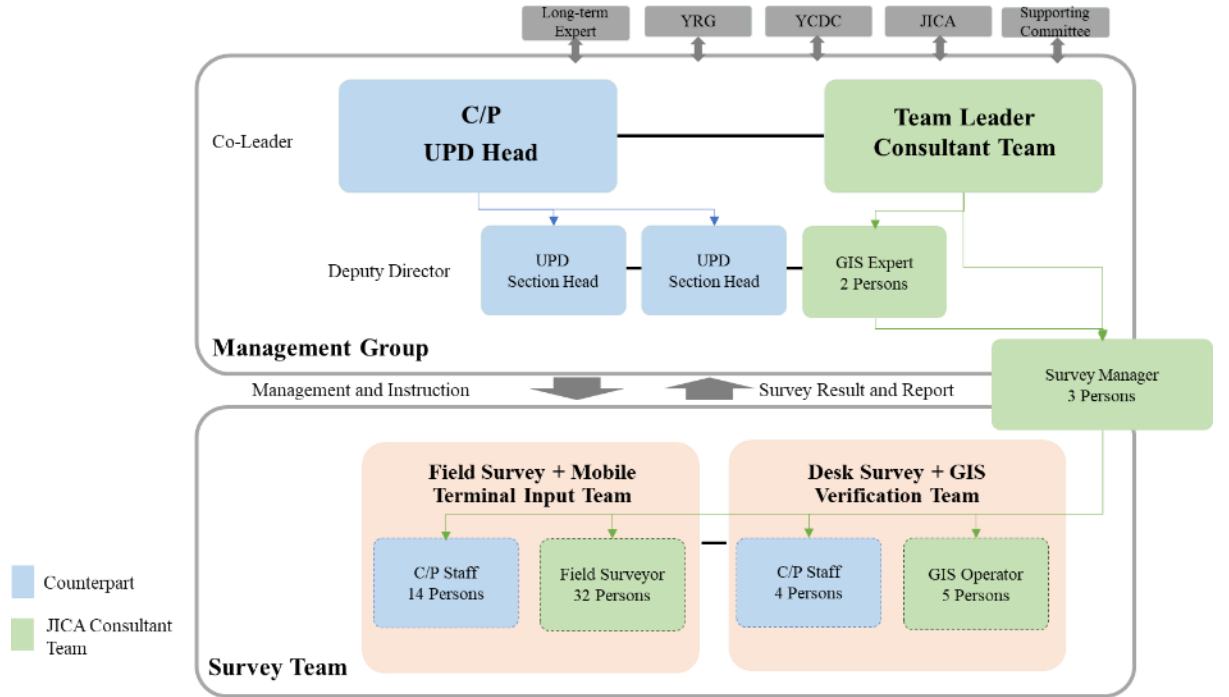 Long-term
Expert
YRG
YCDC
JICA
Supporting
Committee
Co-Leader
C/P
UPD Head
Team Leader
Consultant Team
Deputy Director
UPD
Section Head
UPD
Section Head
GIS Expert
2 Persons
Management Group
Management and Instruction
Survey Result and Report
Survey Manager
3 Persons
Field Survey + Mobile
Terminal Input Team
Desk Survey + GIS
Verification Team
C/P Staff
14 Persons
Field Surveyor
32 Persons
C/P Staff
4 Persons
GIS Operator
5 Persons
Counterpart
JICA Consultant
Team
Survey Team